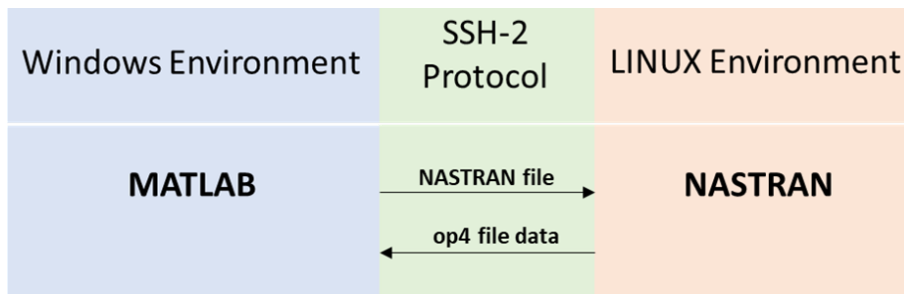 Windows Environment
SSH-2
Protocol
LINUX Environment
MATLAB
NASTRAN file
NASTRAN
op4 file data